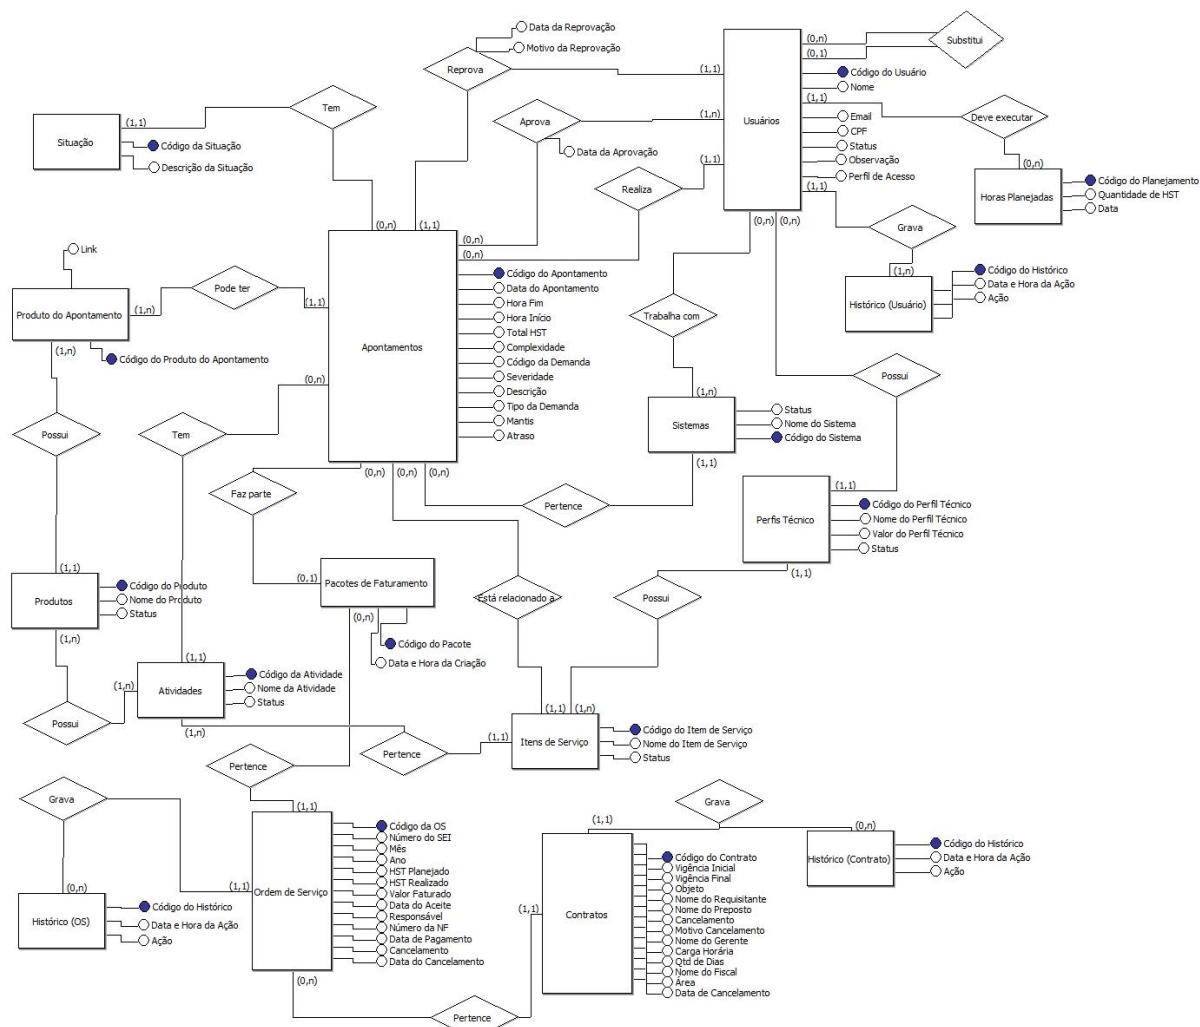 Data da Reprovação
Motivo da Reprovação
Reprova
(1,1)
(0,n)
(0,1)
Substitui
Código do Usuário
Nome
(1,1)
Usuários
Email
CPF
Status
Observação
Perfil de Acesso
(1,1)
Deve executar
(0,n)
Horas Planejadas
Código do Planejamento
Quantidade de HST
Data
Tem
(1,1)
Situação
Código da Situação
Descrição da Situação
Aprova
(1,n)
Data da Aprovação
(1,1)
Realiza
Grava
(1,n)
Histórico (Usuário)
Código do Histórico
Data e Hora da Ação
Ação
(0,n)
(1,1)
(0,n)
(0,n)
(0,n)
(0,n)
Link
Pode ter
Produto do Apontamento
(1,n)
(1,1)
(1,n)
Código do Produto do Apontamento
Apontamentos
Código do Apontamento
Data do Apontamento
Hora Fim
Hora Início
Total HST
Complexidade
Código da Demanda
Severidade
Descrição
Tipo da Demanda
Mantis
Atraso
Trabalha com
Possui
(1,n)
Sistemas
Status
Nome do Sistema
Código do Sistema
(1,1)
(0,n)
Possui
Tem
(0,n)
(0,n)
(0,n)
Faz parte
Pertence
(1,1)
Perfis Técnico
Código do Perfil Técnico
Nome do Perfil Técnico
Valor do Perfil Técnico
Status
(1,1)
(1,1)
Produtos
Código do Produto
Nome do Produto
Status
(1,n)
(0,1)
Pacotes de Faturamento
(0,n)
Código do Pacote
Data e Hora da Criação
Está relacionado a
Possui
(1,1)
Atividades
Código da Atividade
Nome da Atividade
Status
(1,n)
(1,n)
Possui
(1,1)
(1,n)
Itens de Serviço
Código do Item de Serviço
Nome do Item de Serviço
Status
(1,1)
Pertence
Pertence
Grava
(1,1)
Ordem de Serviço
Código da OS
Número do SEI
Mês
Ano
HST Planejado
HST Realizado
Valor Faturado
Data do Aceite
Responsável
Número da NF
Data de Pagamento
Cancelamento
Data do Cancelamento
(1,1)
(0,n)
(0,n)
Histórico (OS)
Código do Histórico
Data e Hora da Ação
Ação
Grava
(1,1)
(0,n)
Histórico (Contrato)
Código do Histórico
Data e Hora da Ação
Ação
(1,1)
Contratos
Código do Contrato
Vigência Inicial
Vigência Final
Objeto
Nome do Requisitante
Nome do Preposto
Cancelamento
Motivo Cancelamento
Nome do Gerente
Carga Horária
Qtd de Dias
Nome do Fiscal
Área
Data de Cancelamento
Pertence